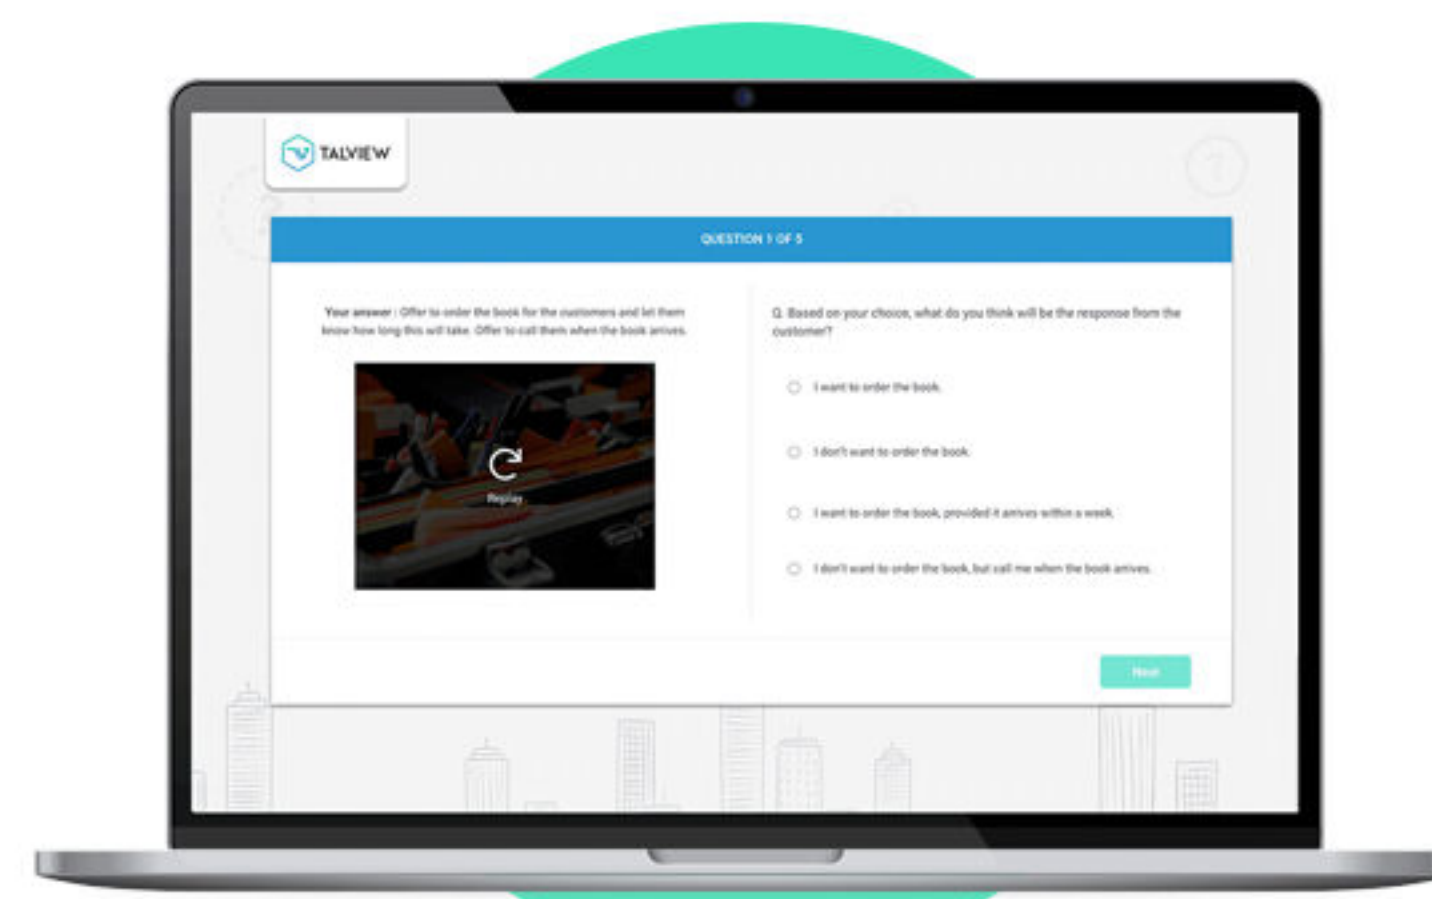 TALVIEW
QUESTION 1 OF 5
Your answer : Offer to order the book for the customers and let them
know how long this will take. Offer to call them when the book arrives.
Replay
Q. Based on your choice, what do you think will be the response from the
customer?
I want to order the book.
I don't want to order the book.
I want to order the book, provided it arrives within a week.
I don't want to order the book, but call me when the book arrives.
Next